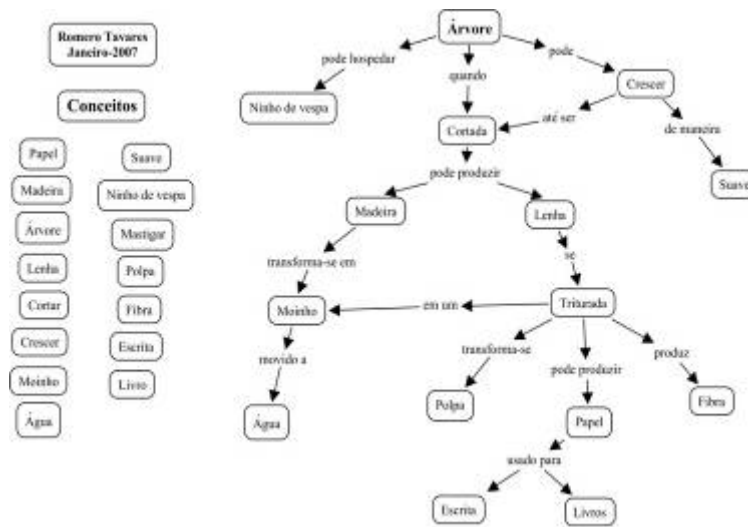 Romero Tavares
Janeiro-2007
Conceitos
Papel
Madeira
Árvore
Lenha
Cortar
Crescer
Moinho
Água
Suave
Ninho de vespa
Mastigar
Polpa
Fibra
Escrita
Livro
Árvore
pode hospedar
quando
pode
Ninho de vespa
Crescer
Cortada
até ser
de maneira
Suave
pode produzir
Madeira
Lenha
transforma-se em
se
Moinho
em um
Triturada
movido a
transforma-se
pode produzir
produz
Água
Polpa
Papel
Fibra
usado para
Escrita
Livros